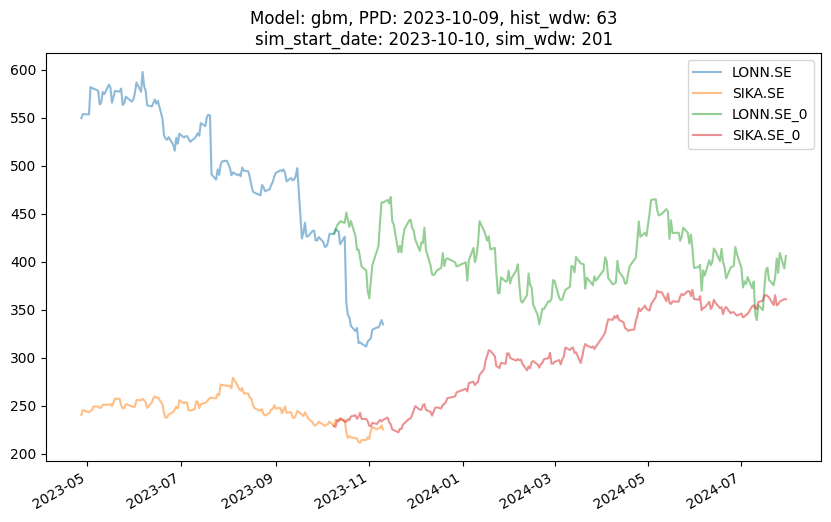 Model: gbm, PPD: 2023-10-09, hist_wdw: 63
sim_start_date: 2023-10-10, sim_wdw: 201
LONN.SE
SIKA.SE
LONN.SE_0
SIKA.SE_0
600
550
500
450
400
350
300
250
200
2023-05
2023-07
2023-09
2023-11
2024-01
2024-03
2024-05
2024-07